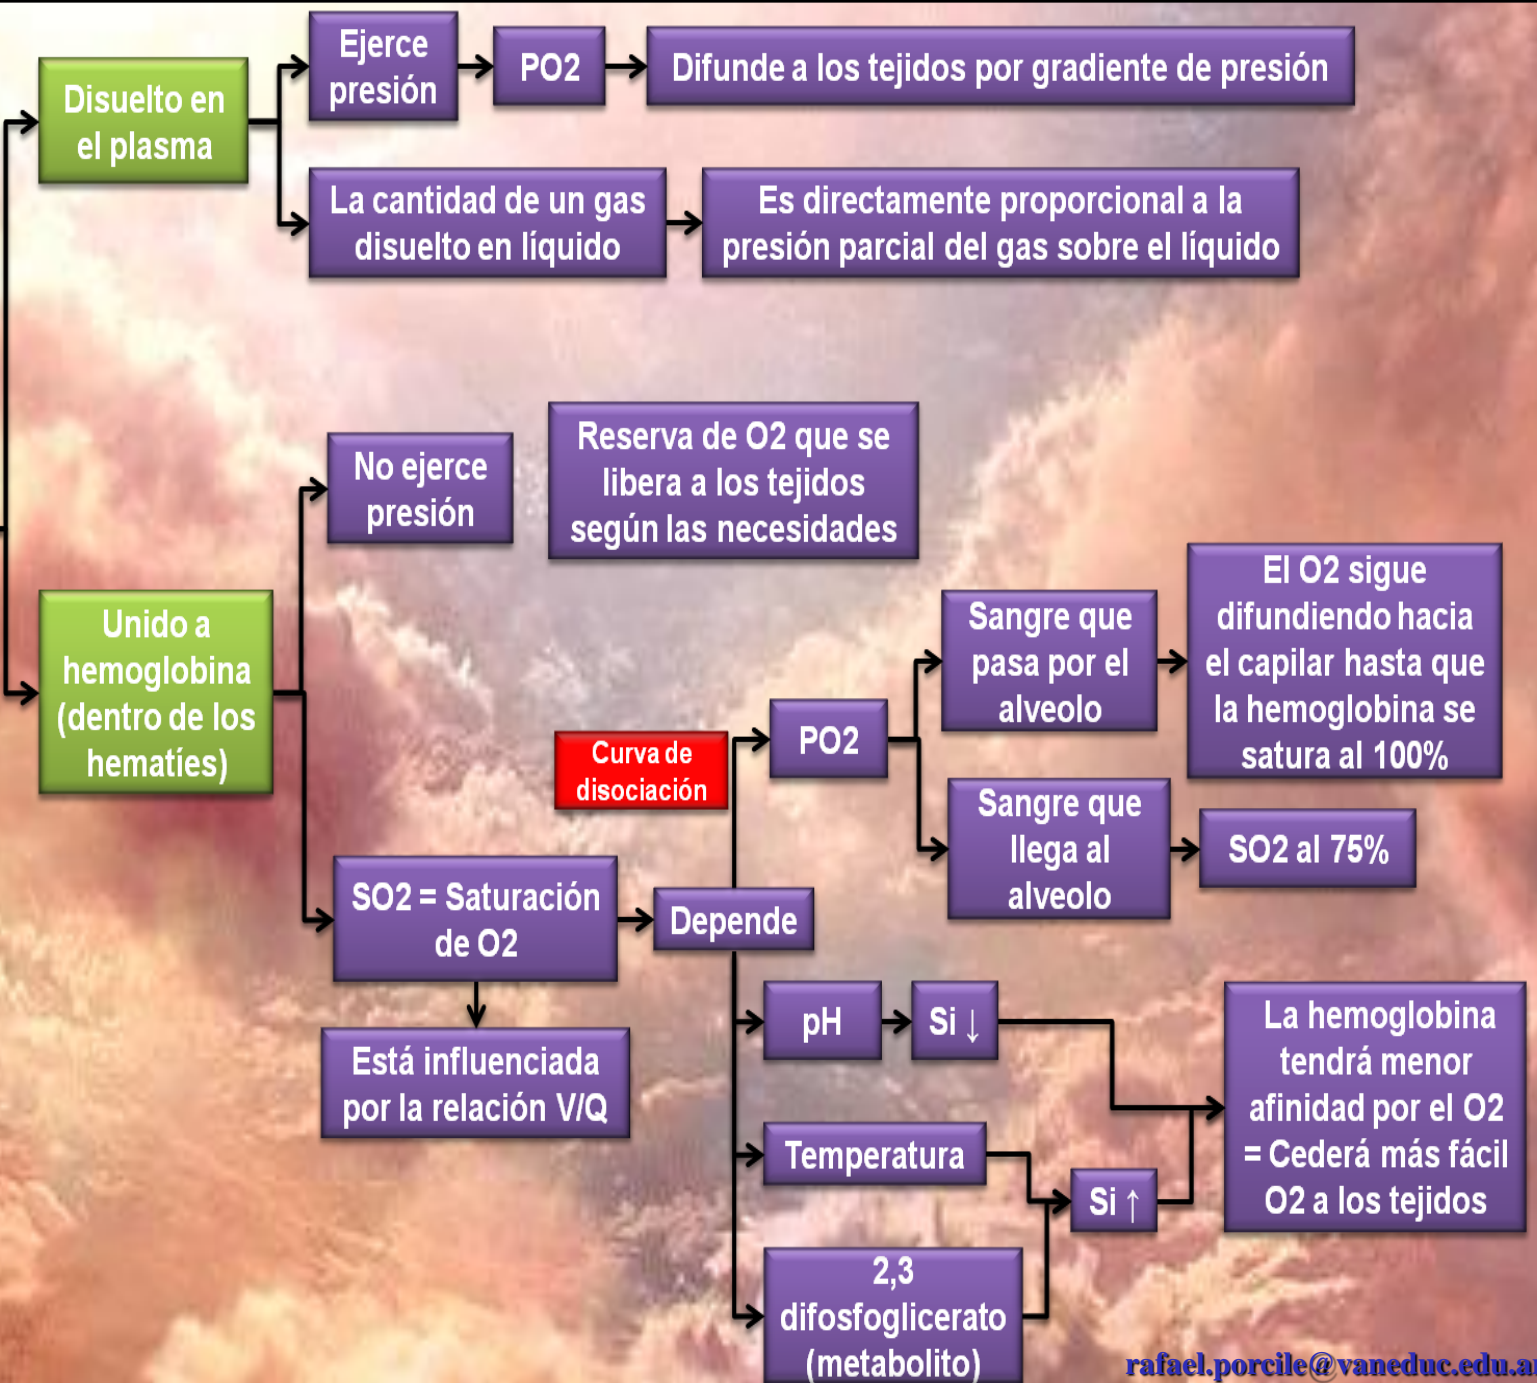 Ejerce
presión
PO2
Difunde a los tejidos por gradiente de presión
Disuelto en
el plasma
La cantidad de un gas
disuelto en líquido
Es directamente proporcional a la
presión parcial del gas sobre el líquido
No ejerce
presión
Reserva de O2 que se
libera a los tejidos
según las necesidades
Unido a
hemoglobina
(dentro de los
hematíes)
Curva de
disociación
PO2
Sangre que
pasa por el
alveolo
El O2 sigue
difundiendo hacia
el capilar hasta que
la hemoglobina se
satura al 100%
Sangre que
llega al
alveolo
SO2 al 75%
SO2 = Saturación
de O2
Depende
Está influenciada
por la relación V/Q
pH
Si ↓
La hemoglobina
tendrá menor
afinidad por el O2
= Cederá más fácil
O2 a los tejidos
Temperatura
Si ↑
2,3
difosfoglicerato
(metabolito)
rafael.porcile@vaneduc.edu.ar